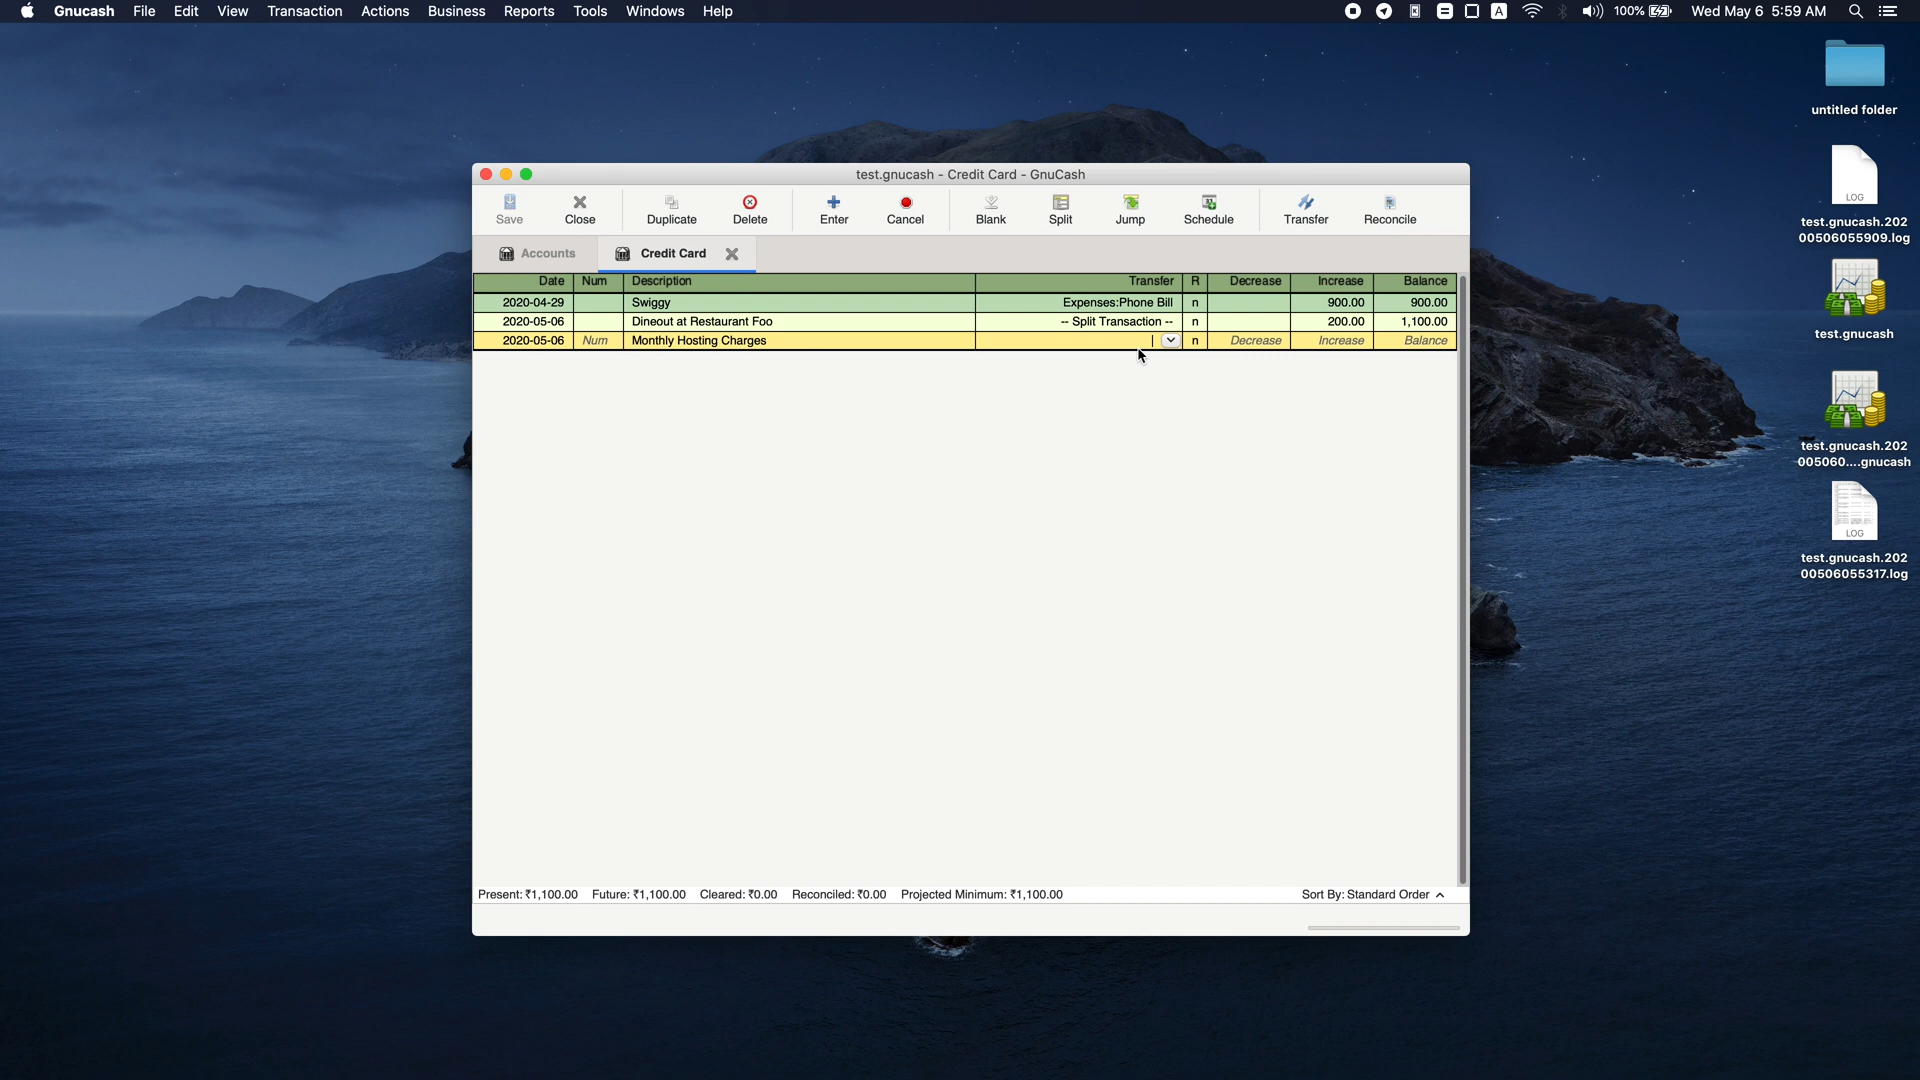 Gnucash File Edit View Transaction Actions Business Reports Tools Windows Help A 100% Wed May 6 5:59 AM
untitled folder
LOG
test.gnucash.202
00506055909.log
test.gnucash
test.gnucash.202
005060....gnucash
LOG
test.gnucash.202
00506055317.log
test.gnucash - Credit Card - GnuCash
Save Close Duplicate Delete Enter Cancel Blank Split Jump Schedule Transfer Reconcile
Accounts Credit Card
Date Num Description Transfer R Decrease Increase Balance
2020-04-29 Swiggy Expenses:Phone Bill n 900.00 900.00
2020-05-06 Dineout at Restaurant Foo -- Split Transaction -- n 200.00 1,100.00
2020-05-06 Num Monthly Hosting Charges n Decrease Increase Balance
Present: ₹1,100.00 Future: ₹1,100.00 Cleared: ₹0.00 Reconciled: ₹0.00 Projected Minimum: ₹1,100.00 Sort By: Standard Order